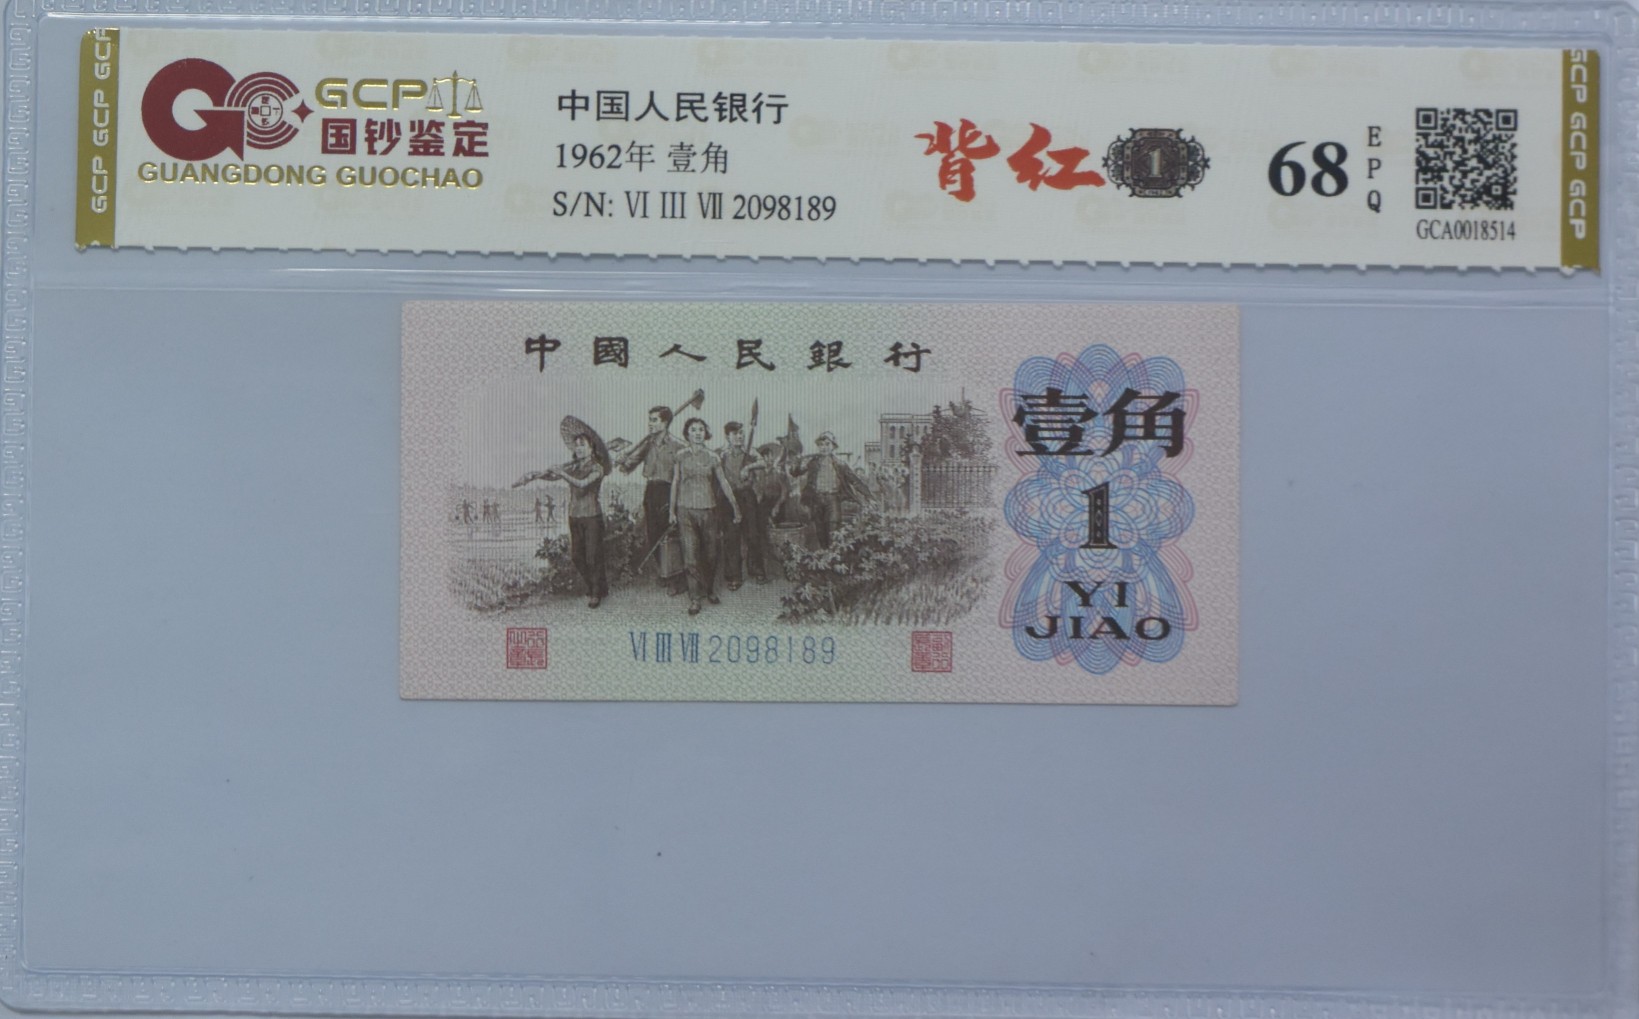 GCP
国钞鉴定
GUANGDONG GUOCHAO
中国人民银行
1962年 壹角
S/N: VI III VII 2098189
背红
1
68
EPQ
GCA0018514
GCP GCP GCP
GCP GCP GCP
中國人民銀行
壹角
1
YI
JIAO
VI III VII 2098189